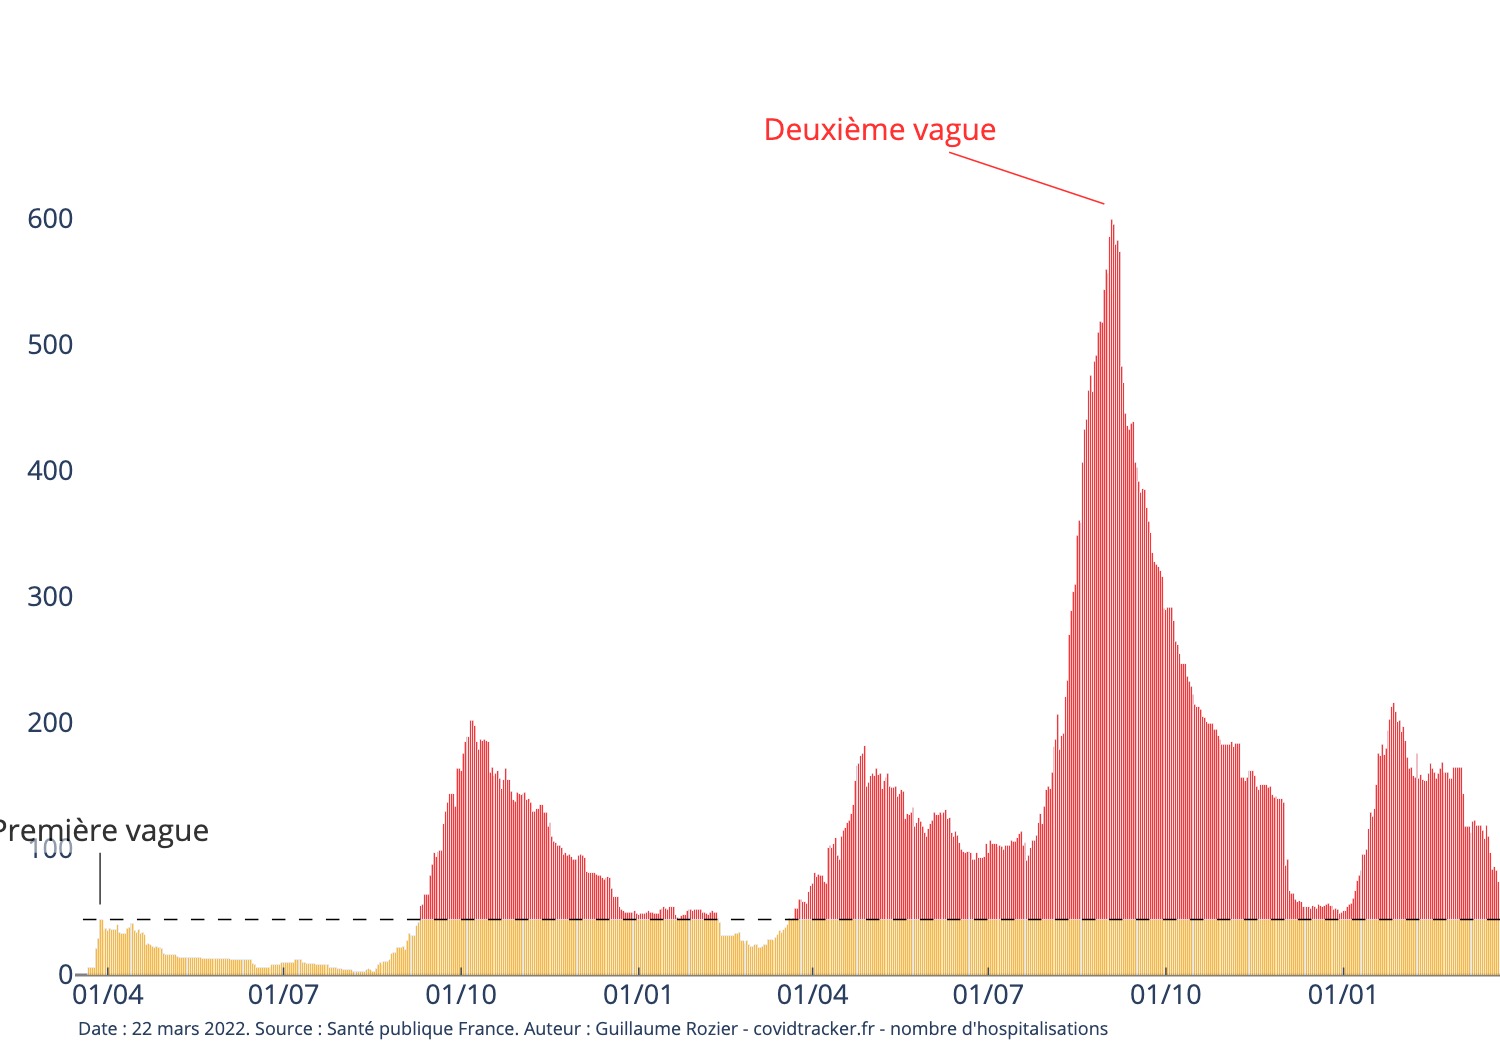 Deuxième vague
600
500
400
300
200
Première vague
100
0
01/04 01/07 01/10 01/01 01/04 01/07 01/10 01/01
Date : 22 mars 2022. Source : Santé publique France. Auteur : Guillaume Rozier - covidtracker.fr - nombre d'hospitalisations